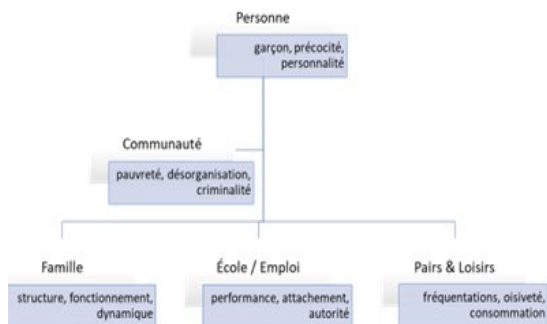 Personne
garçon, précocité,
personnalité
Communauté
pauvreté, désorganisation,
criminalité
Famille
structure, fonctionnement,
dynamique
École / Emploi
performance, attachement,
autorité
Pairs & Loisirs
fréquentations, oisiveté,
consommation